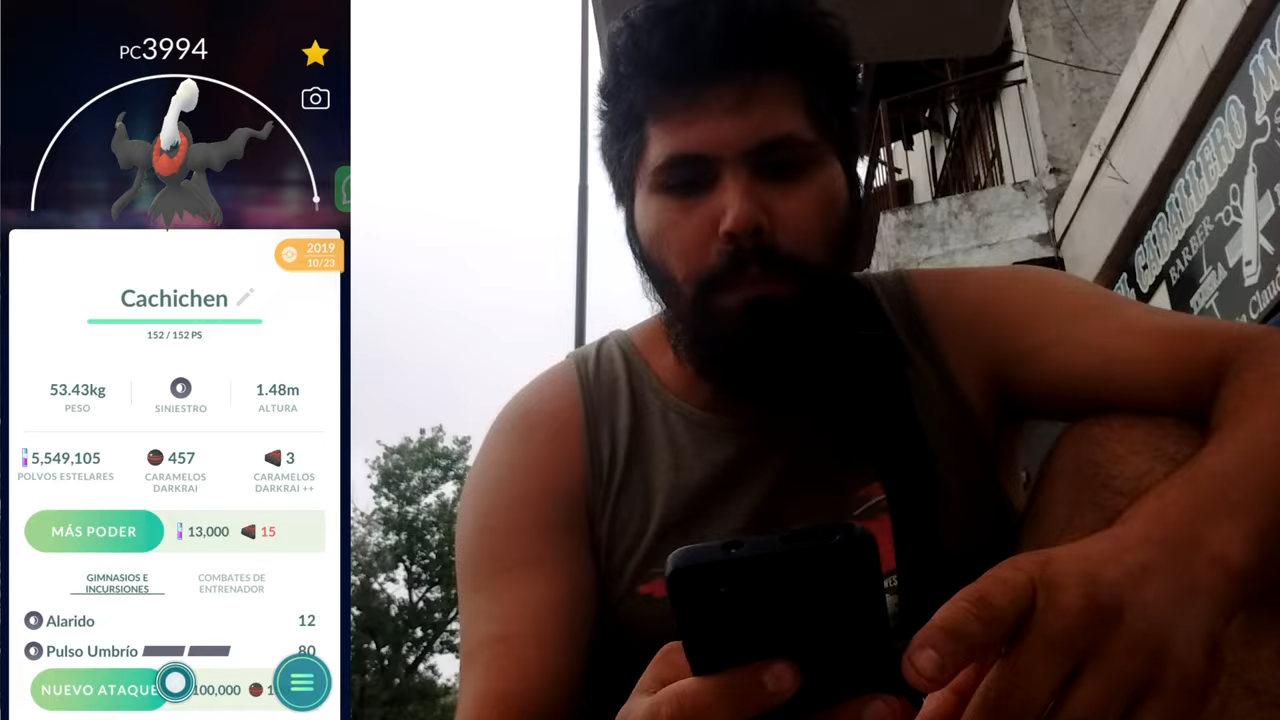 PC3994
2019
10/23
Cachichen
152 / 152 PS
53.43kg
PESO
SINIESTRO
1.48m
ALTURA
5,549,105
POLVOS ESTELARES
457
CARAMELOS
DARKRAI
3
CARAMELOS
DARKRAI ++
MÁS PODER
13,000
15
GIMNASIOS E
INCURSIONES
COMBATES DE
ENTRENADOR
Alarido
12
Pulso Umbrío
80
NUEVO ATAQUE
100,000
CABALLERO
BARBER